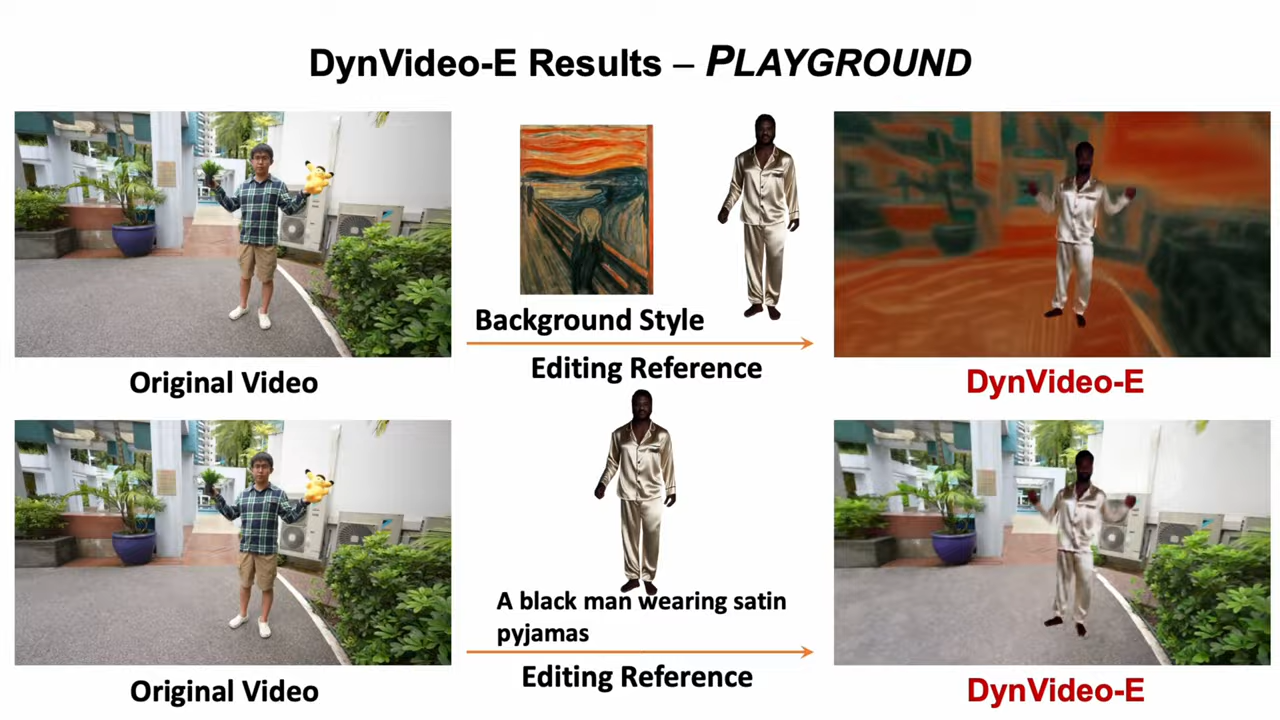 DynVideo-E Results – PLAYGROUND
Background Style
Editing Reference
Original Video
DynVideo-E
A black man wearing satin
pyjamas
Editing Reference
Original Video
DynVideo-E